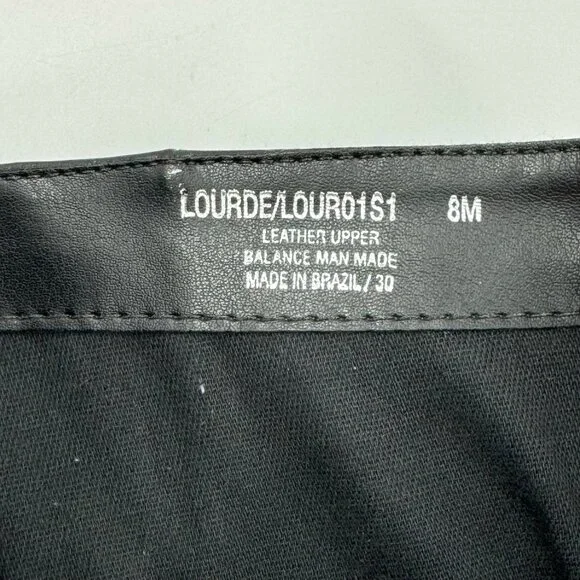 LOURDE/LOUR01S1 8M
LEATHER UPPER
BALANCE MAN MADE
MADE IN BRAZIL/30